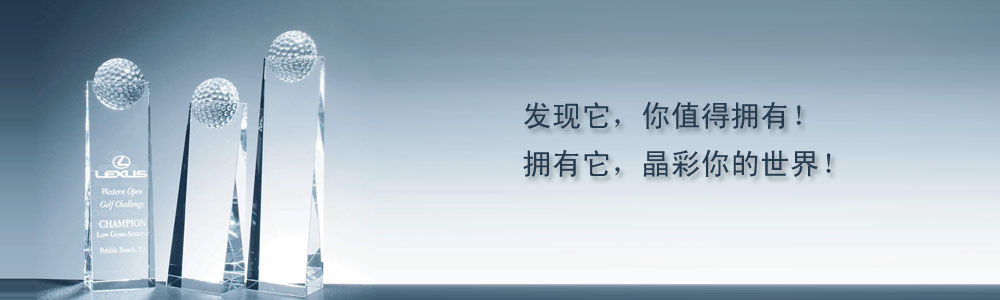 LEXUS
Western Open
Golf Challenge
CHAMPION
Low Gross Amateur
Pebble Beach, CA
发现它，你值得拥有！
拥有它，晶彩你的世界！